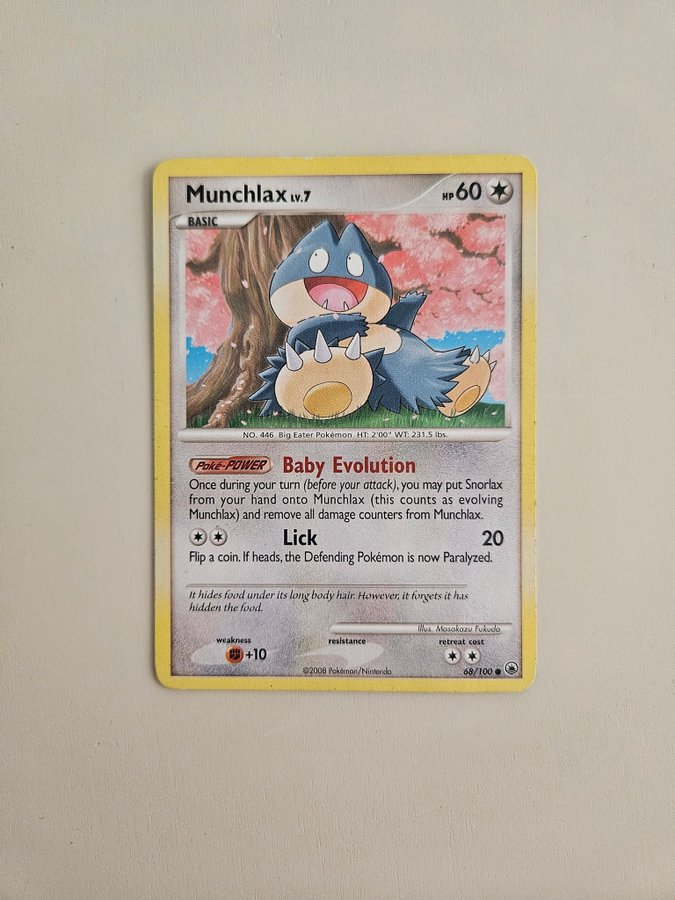 Munchlax LV.7 HP 60
BASIC
NO. 446 Big Eater Pokémon HT: 2'00" WT: 231.5 lbs.
Poké-POWER Baby Evolution
Once during your turn (before your attack), you may put Snorlax
from your hand onto Munchlax (this counts as evolving
Munchlax) and remove all damage counters from Munchlax.
Lick 20
Flip a coin. If heads, the Defending Pokémon is now Paralyzed.
It hides food under its long body hair. However, it forgets it has
hidden the food.
Illus. Masakazu Fukuda
weakness resistance retreat cost
+10
©2008 Pokémon/Nintendo 68/100